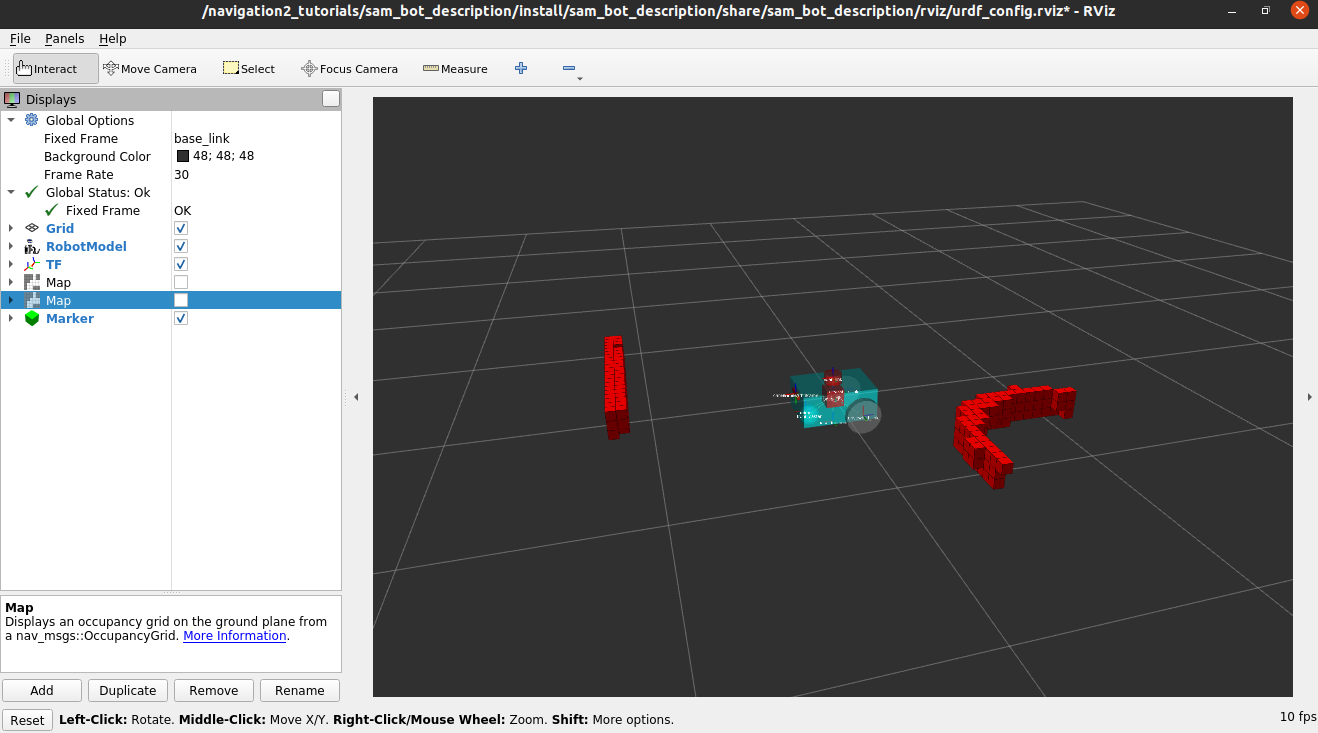 /navigation2_tutorials/sam_bot_description/install/sam_bot_description/share/sam_bot_description/rviz/urdf_config.rviz* - RViz
File Panels Help
Interact Move Camera Select Focus Camera Measure
Displays
Global Options
Fixed Frame base_link
Background Color 48; 48; 48
Frame Rate 30
Global Status: Ok
Fixed Frame OK
Grid
RobotModel
TF
Map
Map
Marker
Map
Displays an occupancy grid on the ground plane from
a nav_msgs::OccupancyGrid. More Information.
Add Duplicate Remove Rename
Reset Left-Click: Rotate. Middle-Click: Move X/Y. Right-Click/Mouse Wheel: Zoom. Shift: More options. 10 fps